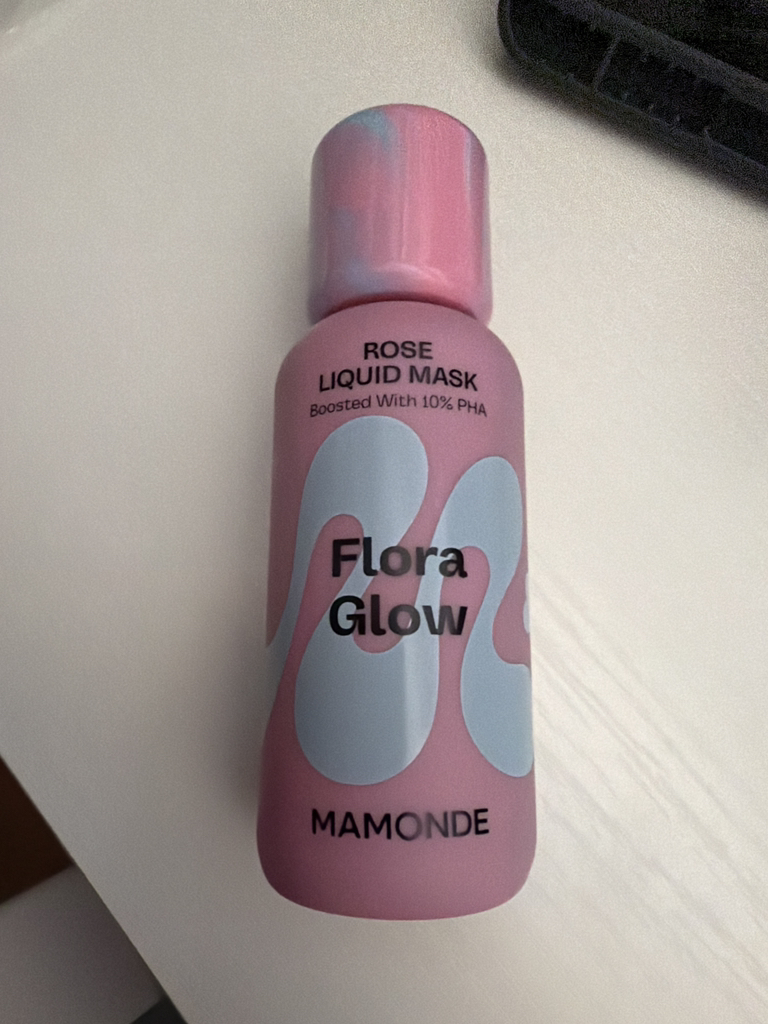 ROSE
LIQUID MASK
Boosted With 10% PHA
Flora
Glow
MAMONDE